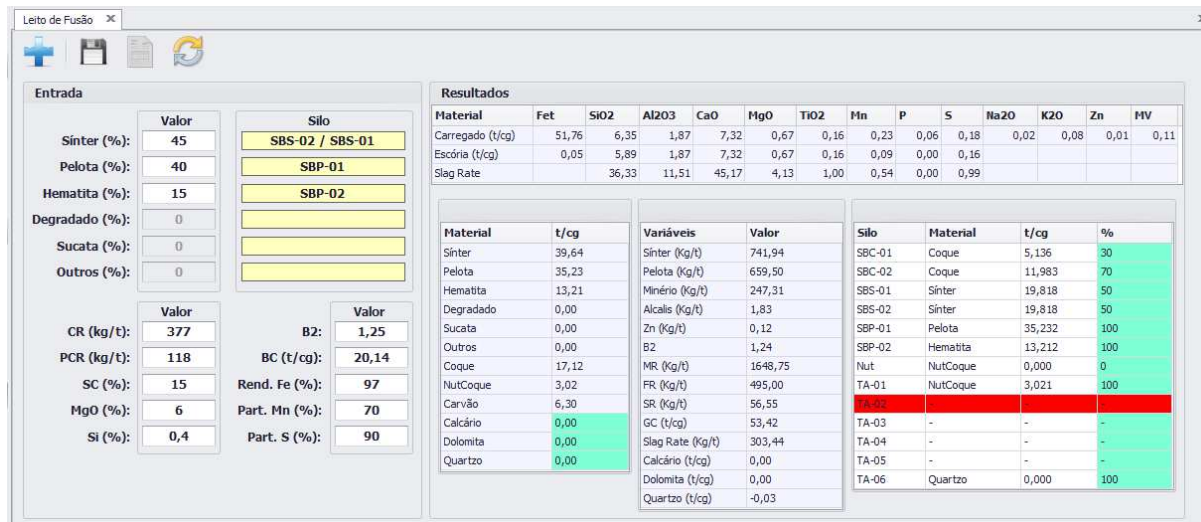 Leito de Fusão
Entrada
Valor Silo
Sínter (%): 45 SBS-02 / SBS-01
Pelota (%): 40 SBP-01
Hematita (%): 15 SBP-02
Degradado (%): 0
Sucata (%): 0
Outros (%): 0
Valor Valor
CR (kg/t): 377 B2: 1,25
PCR (kg/t): 118 BC (t/cg): 20,14
SC (%): 15 Rend. Fe (%): 97
MgO (%): 6 Part. Mn (%): 70
Si (%): 0,4 Part. S (%): 90
Resultados
Material Fet SiO2 Al2O3 CaO MgO TiO2 Mn P S Na2O K2O Zn MV
Carregado (t/cg) 51,76 6,35 1,87 7,32 0,67 0,16 0,23 0,06 0,18 0,02 0,08 0,01 0,11
Escória (t/cg) 0,05 5,89 1,87 7,32 0,67 0,16 0,09 0,00 0,16
Slag Rate 36,33 11,51 45,17 4,13 1,00 0,54 0,00 0,99
Material t/cg
Sínter 39,64
Pelota 35,23
Hematita 13,21
Degradado 0,00
Sucata 0,00
Outros 0,00
Coque 17,12
NutCoque 3,02
Carvão 6,30
Calcário 0,00
Dolomita 0,00
Quartzo 0,00
Variáveis Valor
Sínter (Kg/t) 741,94
Pelota (Kg/t) 659,50
Minério (Kg/t) 247,31
Alcalis (Kg/t) 1,83
Zn (Kg/t) 0,12
B2 1,24
MR (Kg/t) 1648,75
FR (Kg/t) 495,00
SR (Kg/t) 56,55
GC (t/cg) 53,42
Slag Rate (Kg/t) 303,44
Calcário (t/cg) 0,00
Dolomita (t/cg) 0,00
Quartzo (t/cg) -0,03
Silo Material t/cg %
SBC-01 Coque 5,136 30
SBC-02 Coque 11,983 70
SBS-01 Sínter 19,818 50
SBS-02 Sínter 19,818 50
SBP-01 Pelota 35,232 100
SBP-02 Hematita 13,212 100
Nut NutCoque 0,000 0
TA-01 NutCoque 3,021 100
TA-02 - - -
TA-03 - - -
TA-04 - - -
TA-05 - - -
TA-06 Quartzo 0,000 100